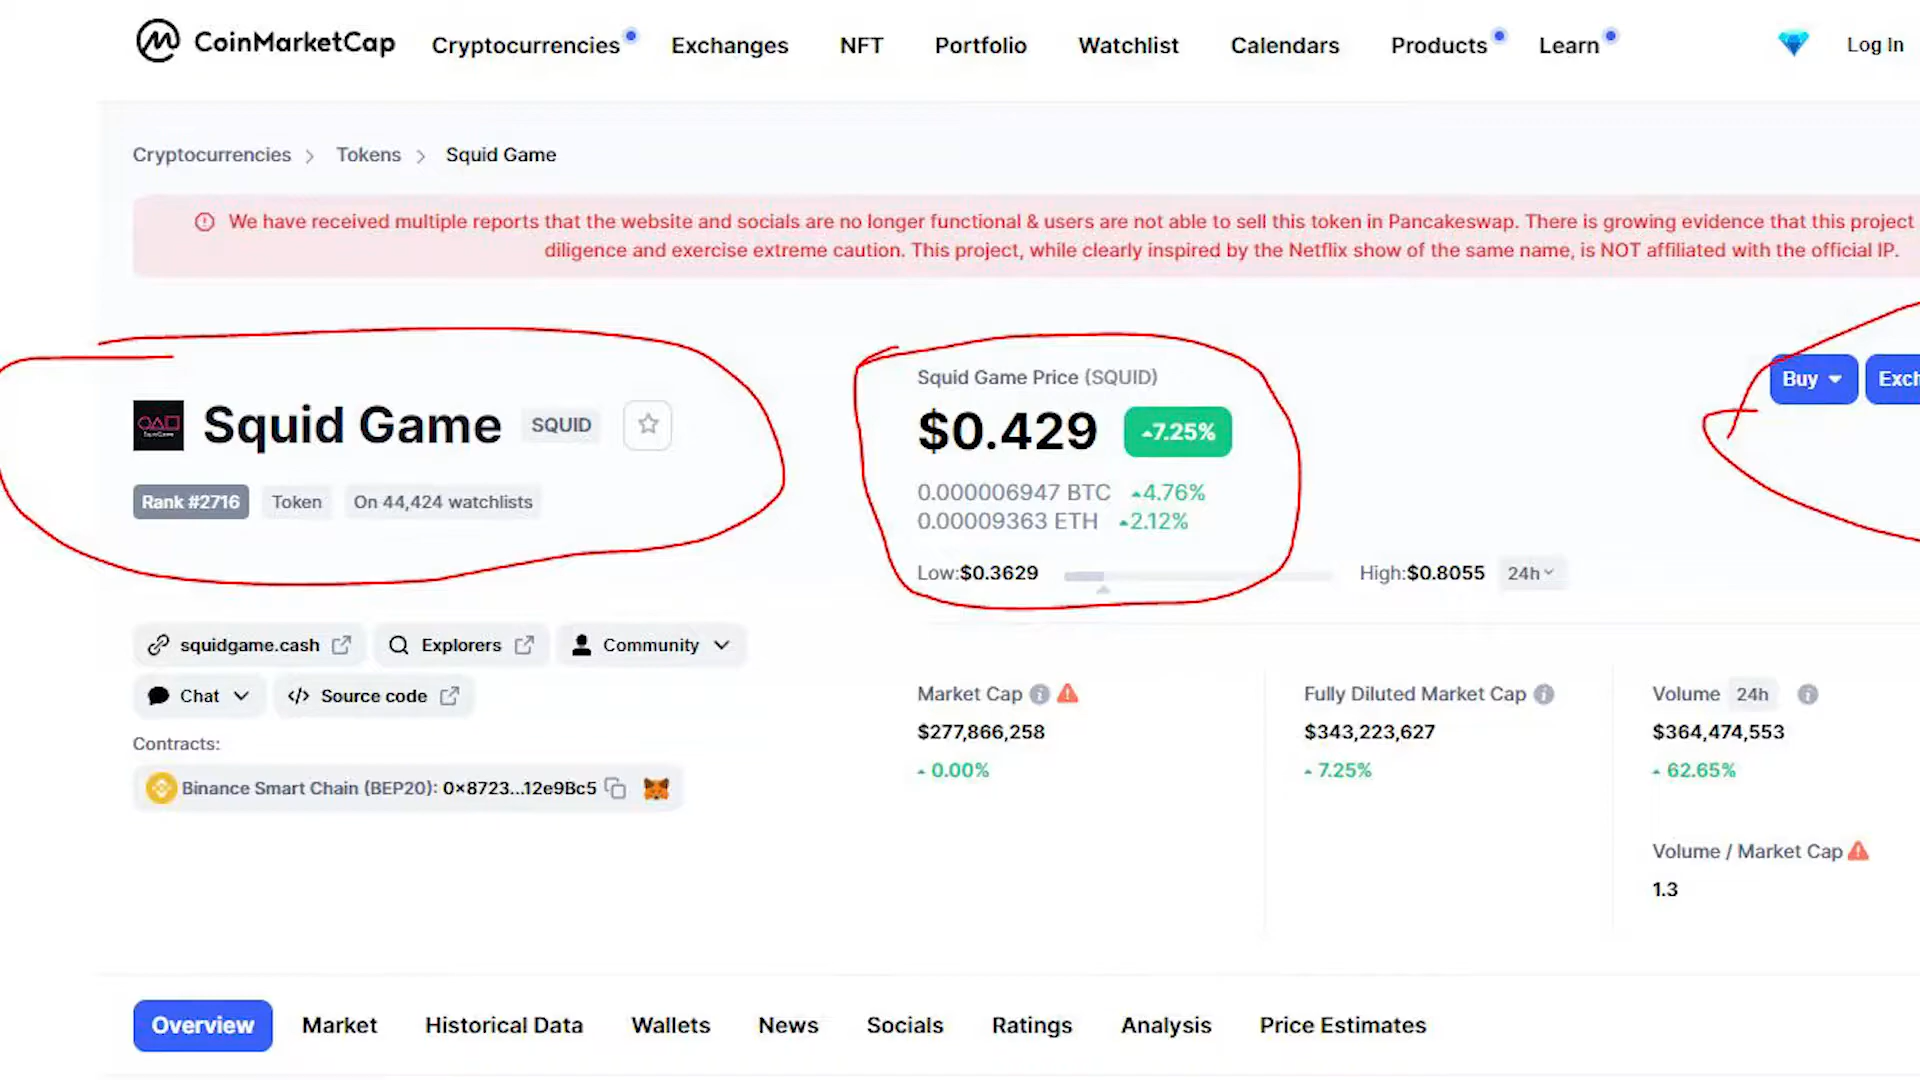 CoinMarketCap Cryptocurrencies Exchanges NFT Portfolio Watchlist Calendars Products Learn Log In
Cryptocurrencies > Tokens > Squid Game
We have received multiple reports that the website and socials are no longer functional & users are not able to sell this token in Pancakeswap. There is growing evidence that this project
diligence and exercise extreme caution. This project, while clearly inspired by the Netflix show of the same name, is NOT affiliated with the official IP.
Squid Game SQUID
Rank #2716 Token On 44,424 watchlists
squidgame.cash Explorers Community
Chat Source code
Contracts:
Binance Smart Chain (BEP20): 0x8723...12e9Bc5
Squid Game Price (SQUID)
$0.429 7.25%
0.000006947 BTC 4.76%
0.00009363 ETH 2.12%
Low:$0.3629 High:$0.8055 24h
Buy Exch
Market Cap
$277,866,258
0.00%
Fully Diluted Market Cap
$343,223,627
7.25%
Volume 24h
$364,474,553
62.65%
Volume / Market Cap
1.3
Overview Market Historical Data Wallets News Socials Ratings Analysis Price Estimates